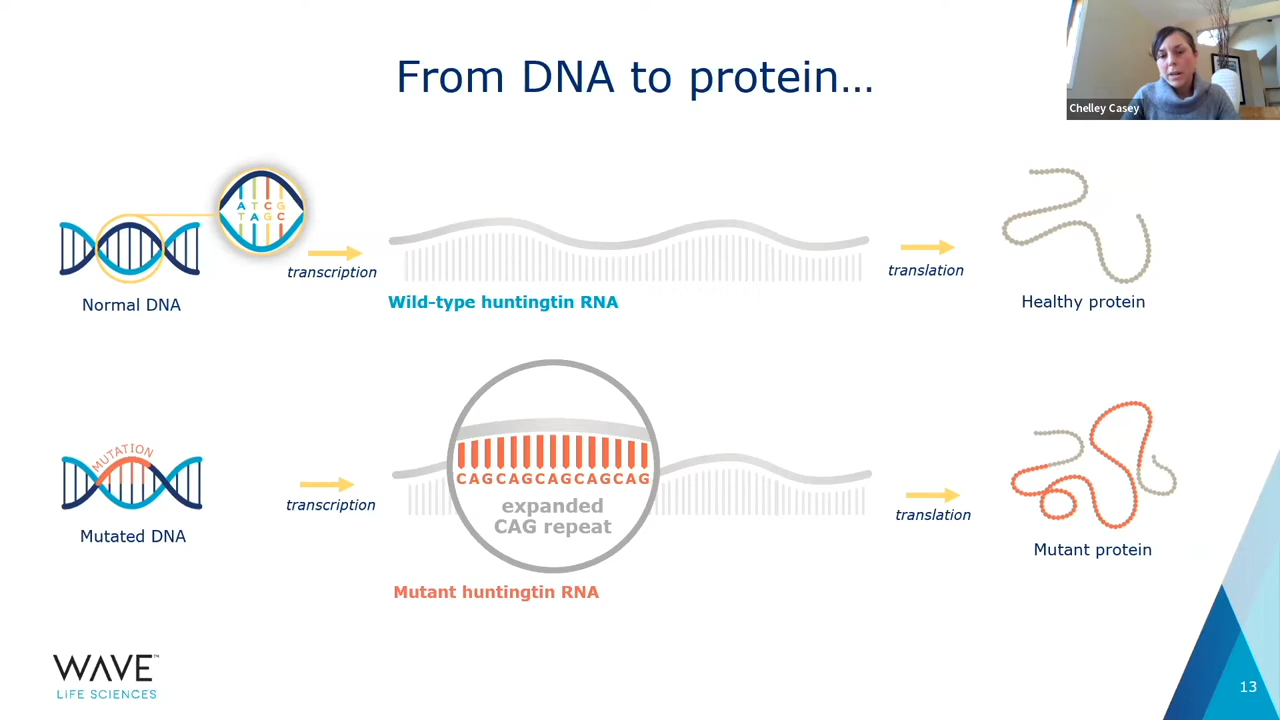 From DNA to protein...
Chelley Casey
A T C G
T A G C
transcription
translation
Normal DNA
Wild-type huntingtin RNA
Healthy protein
MUTATION
CAGCAGCAGCAGCAG
expanded
CAG repeat
transcription
translation
Mutated DNA
Mutant protein
Mutant huntingtin RNA
WAVE™
LIFE SCIENCES
13